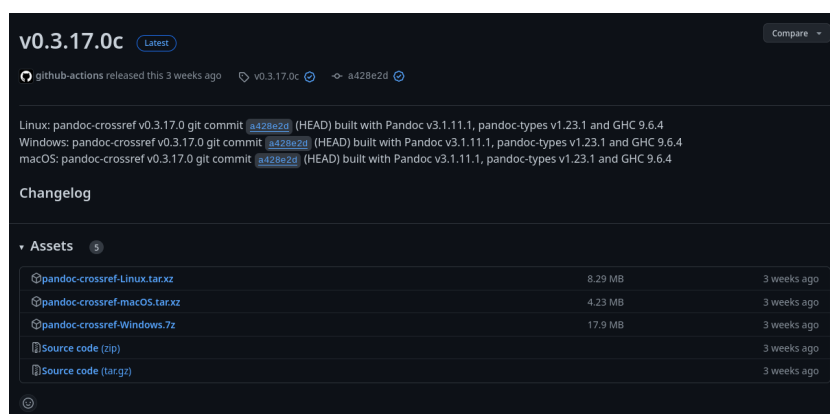 v0.3.17.0c Latest
Compare
github-actions released this 3 weeks ago v0.3.17.0c a428e2d
Linux: pandoc-crossref v0.3.17.0 git commit a428e2d (HEAD) built with Pandoc v3.1.11.1, pandoc-types v1.23.1 and GHC 9.6.4
Windows: pandoc-crossref v0.3.17.0 git commit a428e2d (HEAD) built with Pandoc v3.1.11.1, pandoc-types v1.23.1 and GHC 9.6.4
macOS: pandoc-crossref v0.3.17.0 git commit a428e2d (HEAD) built with Pandoc v3.1.11.1, pandoc-types v1.23.1 and GHC 9.6.4
Changelog
Assets 5
pandoc-crossref-Linux.tar.xz 8.29 MB 3 weeks ago
pandoc-crossref-macOS.tar.xz 4.23 MB 3 weeks ago
pandoc-crossref-Windows.7z 17.9 MB 3 weeks ago
Source code (zip) 3 weeks ago
Source code (tar.gz) 3 weeks ago